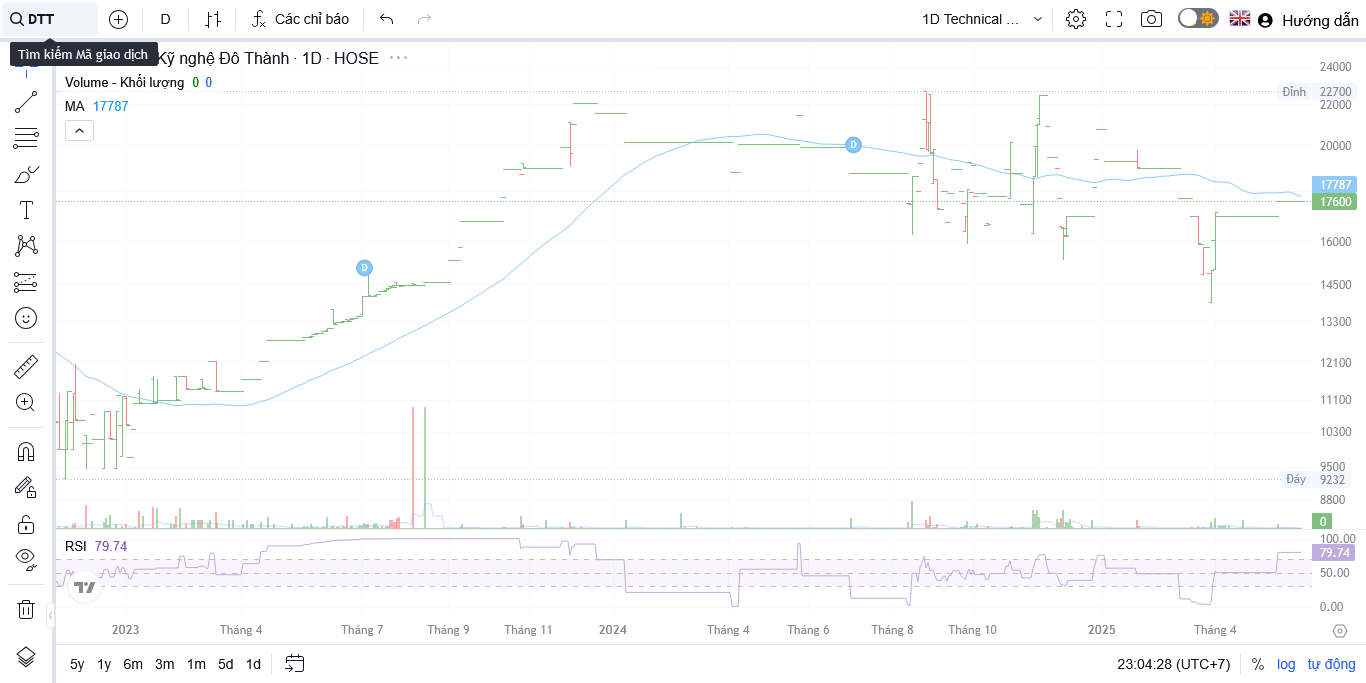 DTT
D
Các chỉ báo
1D Technical ...
Hướng dẫn
Tìm kiếm Mã giao dịch
Kỹ nghệ Đô Thành · 1D · HOSE
Volume - Khối lượng 0 0
MA 17787
24000
Đỉnh 22700
22000
20000
D
17787
17600
16000
D
14500
13300
12100
11100
10300
9500
Đáy 9232
8800
0
RSI 79.74
100.00
79.74
50.00
0.00
2023 Tháng 4 Tháng 7 Tháng 9 Tháng 11 2024 Tháng 4 Tháng 6 Tháng 8 Tháng 10 2025 Tháng 4
5y 1y 6m 3m 1m 5d 1d
23:04:28 (UTC+7) % log tự động